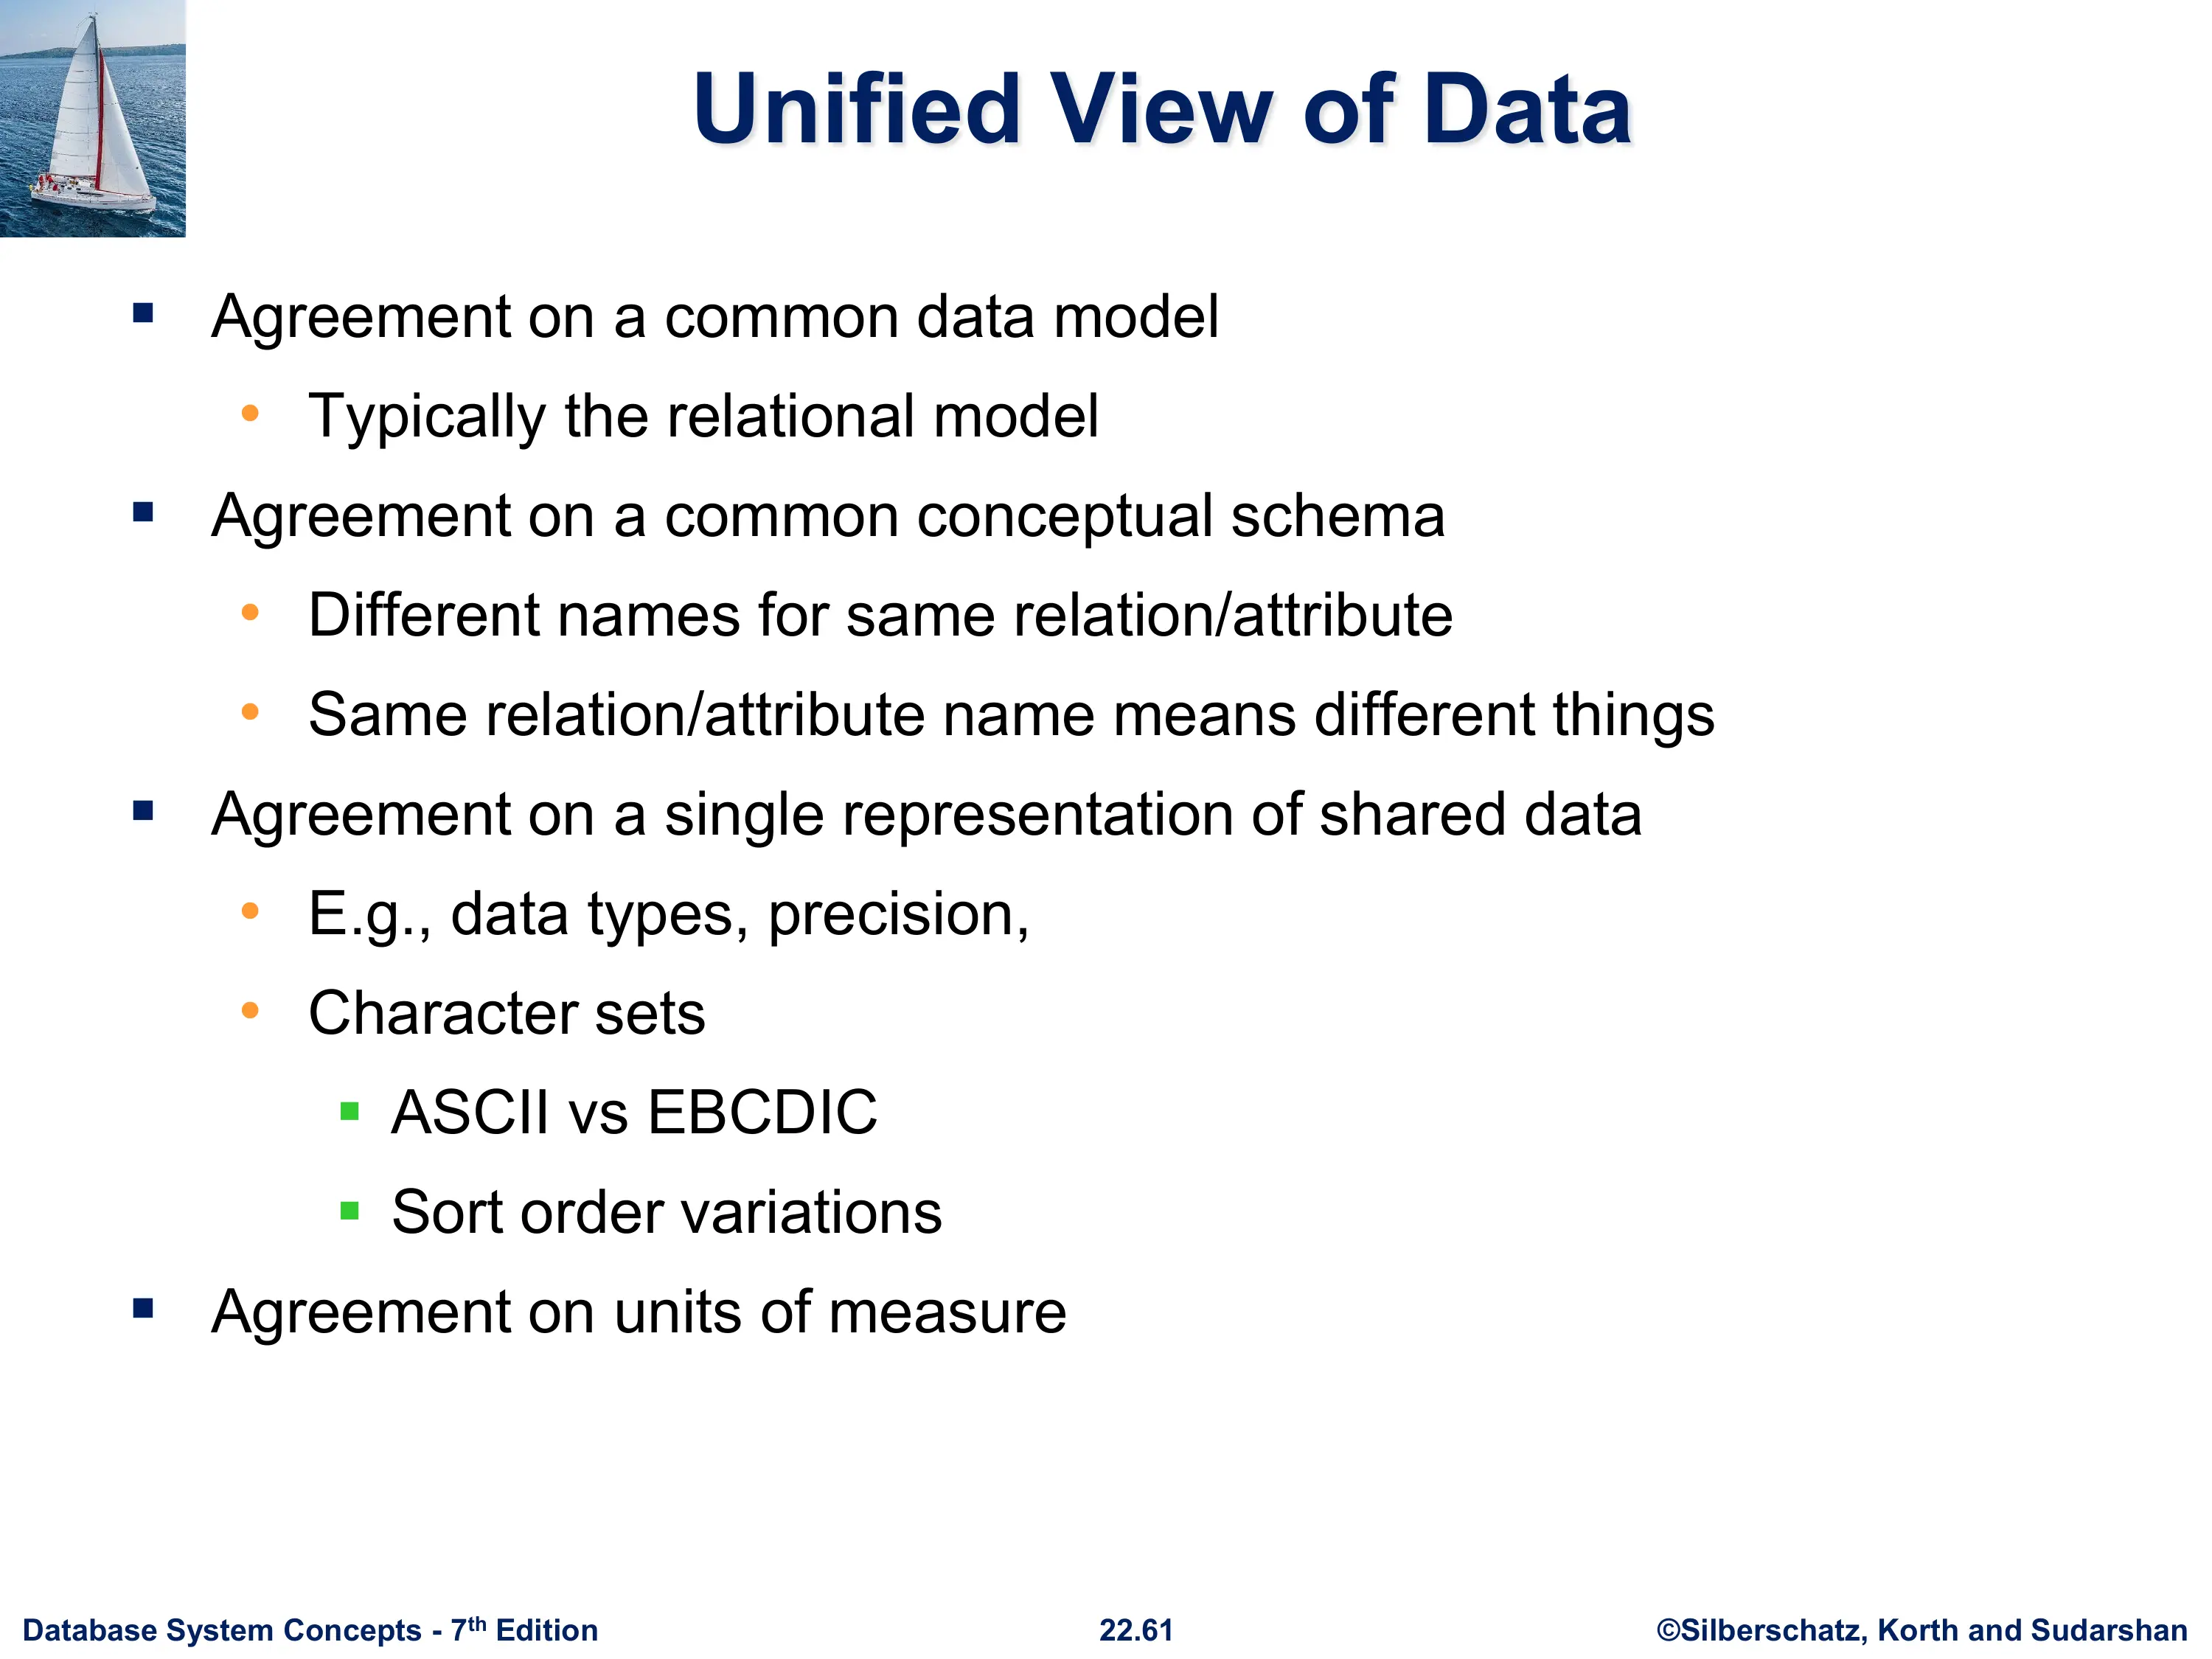 Unified View of Data
▪ Agreement on a common data model
• Typically the relational model
▪ Agreement on a common conceptual schema
• Different names for same relation/attribute
• Same relation/attribute name means different things
▪ Agreement on a single representation of shared data
• E.g., data types, precision,
• Character sets
▪ ASCII vs EBCDIC
▪ Sort order variations
▪ Agreement on units of measure
Database System Concepts - 7th Edition
22.61
©Silberschatz, Korth and Sudarshan